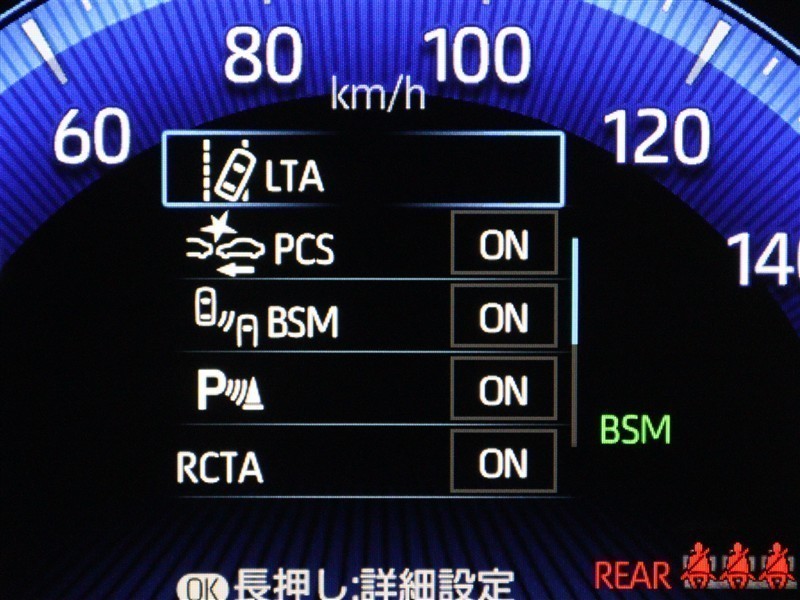 80 100
km/h
60 120
LTA
140
PCS ON
BSM ON
P ON
BSM
RCTA ON
OK 長押し:詳細設定
REAR